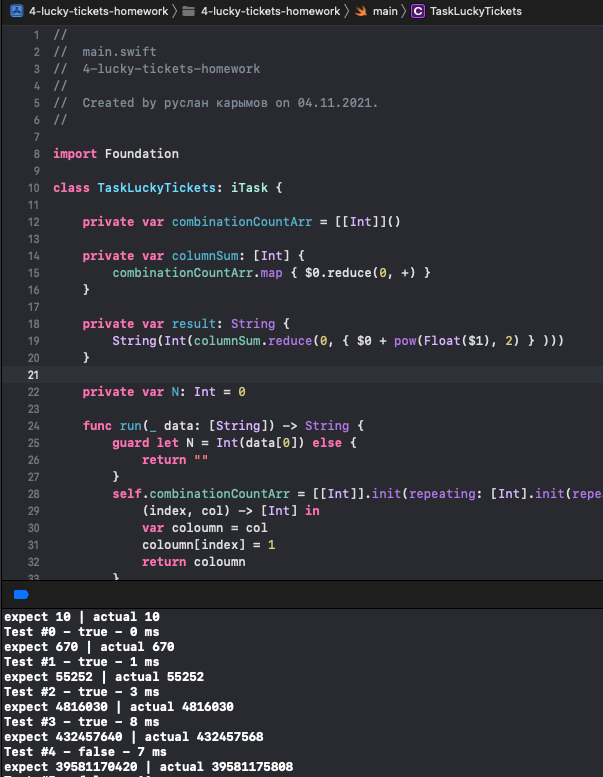 4-lucky-tickets-homework 〉 4-lucky-tickets-homework 〉 main 〉 C TaskLuckyTickets
1 //
2 //  main.swift
3 //  4-lucky-tickets-homework
4 //
5 //  Created by руслан карымов on 04.11.2021.
6 //
7
8 import Foundation
9
10 class TaskLuckyTickets: iTask {
11
12     private var combinationCountArr = [[Int]]()
13
14     private var columnSum: [Int] {
15         combinationCountArr.map { $0.reduce(0, +) }
16     }
17
18     private var result: String {
19         String(Int(columnSum.reduce(0, { $0 + pow(Float($1), 2) } )))
20     }
21
22     private var N: Int = 0
23
24     func run(_ data: [String]) -> String {
25         guard let N = Int(data[0]) else {
26             return ""
27         }
28         self.combinationCountArr = [[Int]].init(repeating: [Int].init(repe
29             (index, col) -> [Int] in
30             var coloumn = col
31             coloumn[index] = 1
32             return coloumn
33         }
expect 10 | actual 10
Test #0 – true – 0 ms
expect 670 | actual 670
Test #1 – true – 1 ms
expect 55252 | actual 55252
Test #2 – true – 3 ms
expect 4816030 | actual 4816030
Test #3 – true – 8 ms
expect 432457640 | actual 432457568
Test #4 – false – 7 ms
expect 39581170420 | actual 39581175808